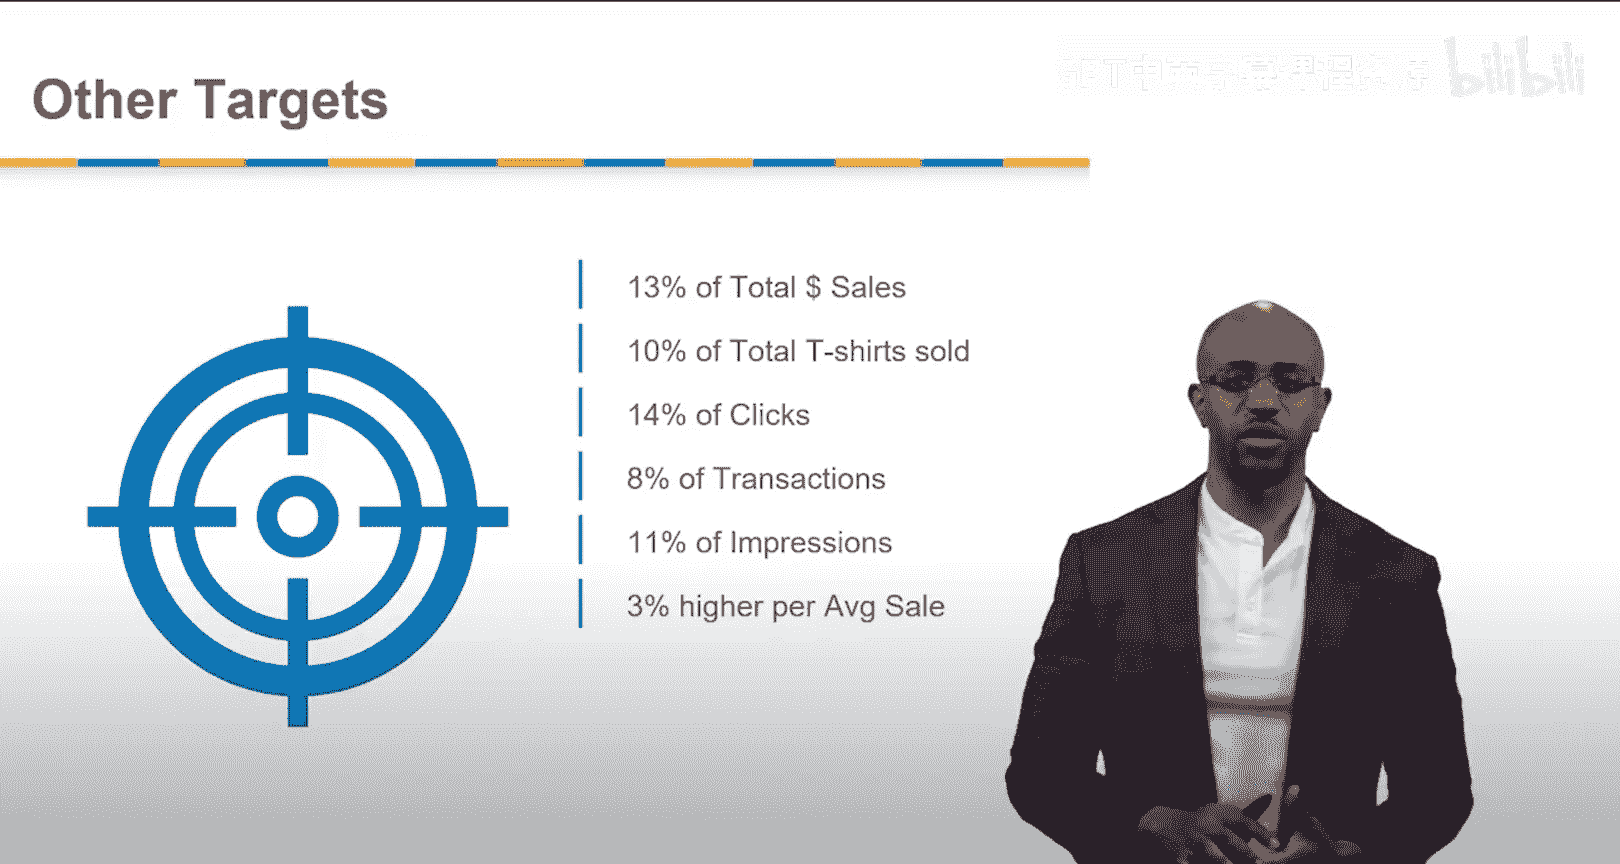 Other Targets
13% of Total $ Sales
10% of Total T-shirts sold
14% of Clicks
8% of Transactions
11% of Impressions
3% higher per Avg Sale
bilibili